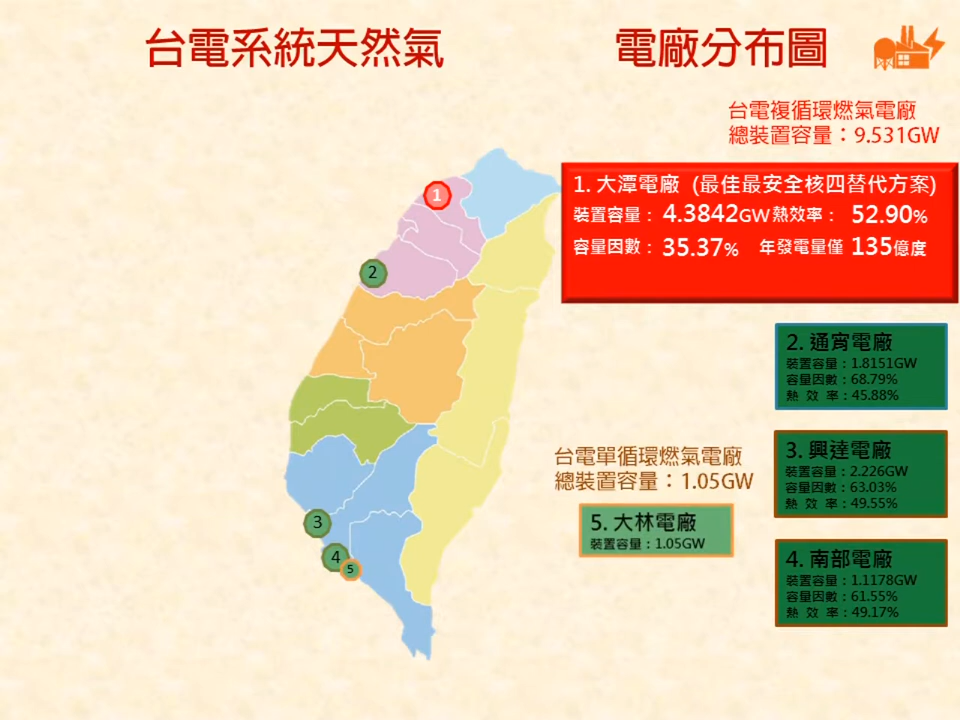 台電系統天然氣 電廠分布圖
台電複循環燃氣電廠
總裝置容量：9.531GW
1. 大潭電廠 (最佳最安全核四替代方案)
裝置容量： 4.3842GW 熱效率： 52.90%
容量因數： 35.37% 年發電量僅 135億度
1
2
2. 通宵電廠
裝置容量：1.8151GW
容量因數：68.79%
熱 效 率：45.88%
台電單循環燃氣電廠
總裝置容量：1.05GW
3. 興達電廠
裝置容量：2.226GW
容量因數：63.03%
熱 效 率：49.55%
5. 大林電廠
裝置容量：1.05GW
3
4
5
4. 南部電廠
裝置容量：1.1178GW
容量因數：61.55%
熱 效 率：49.17%